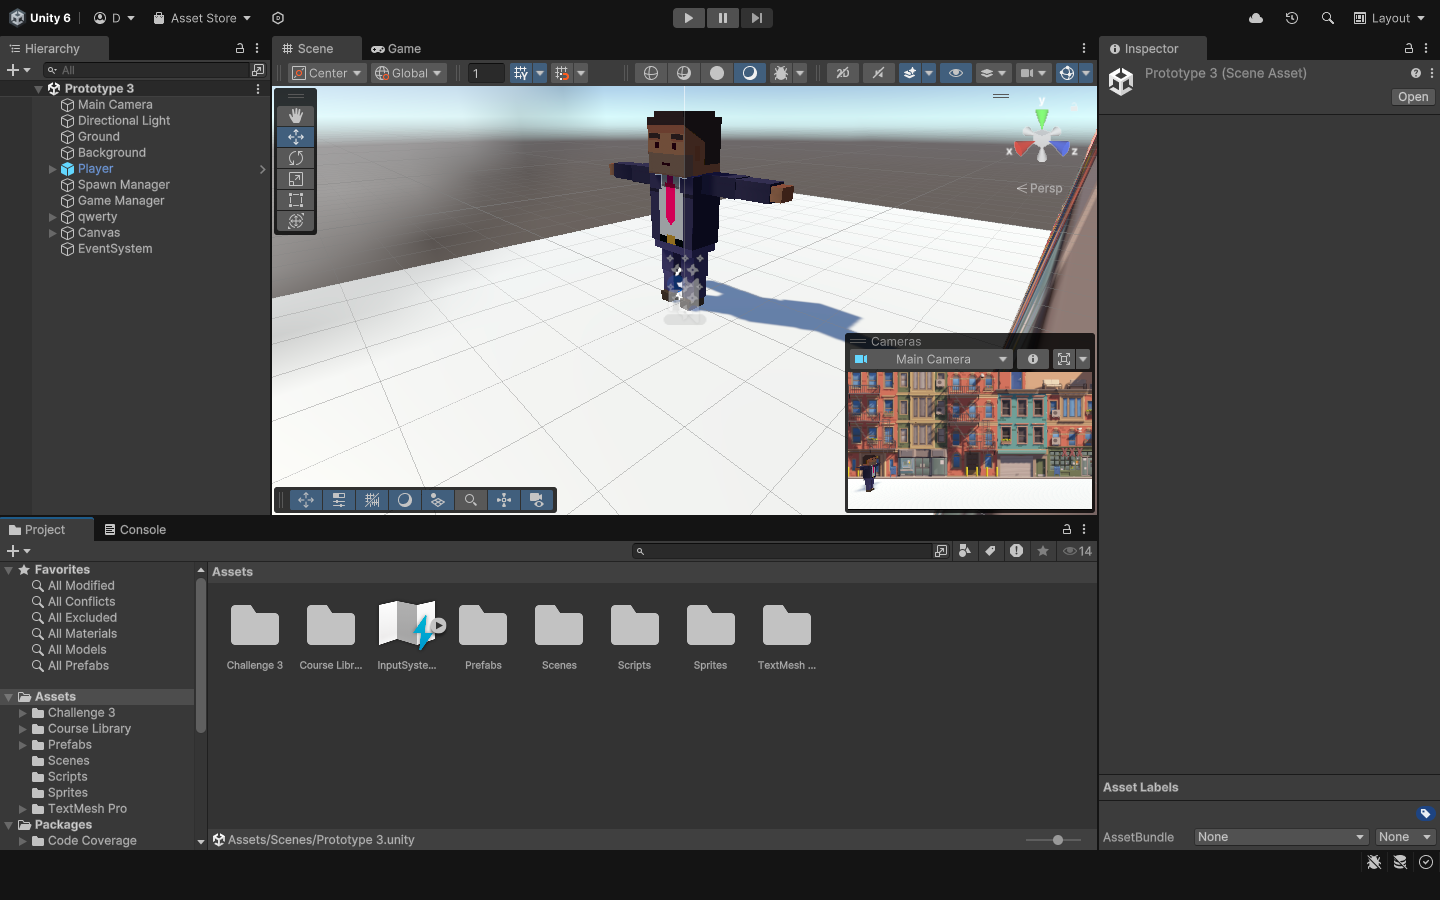 Unity 6
D
Asset Store
Layout
Hierarchy
All
Prototype 3
Main Camera
Directional Light
Ground
Background
Player
Spawn Manager
Game Manager
qwerty
Canvas
EventSystem
Scene
Game
Center
Global
1
2D
y
x
z
Persp
Cameras
Main Camera
Inspector
Prototype 3 (Scene Asset)
Open
Project
Console
14
Favorites
All Modified
All Conflicts
All Excluded
All Materials
All Models
All Prefabs
Assets
Challenge 3
Course Library
Prefabs
Scenes
Scripts
Sprites
TextMesh Pro
Packages
Code Coverage
Assets
Challenge 3
Course Libr...
InputSyste...
Prefabs
Scenes
Scripts
Sprites
TextMesh ...
Assets/Scenes/Prototype 3.unity
Asset Labels
AssetBundle
None
None